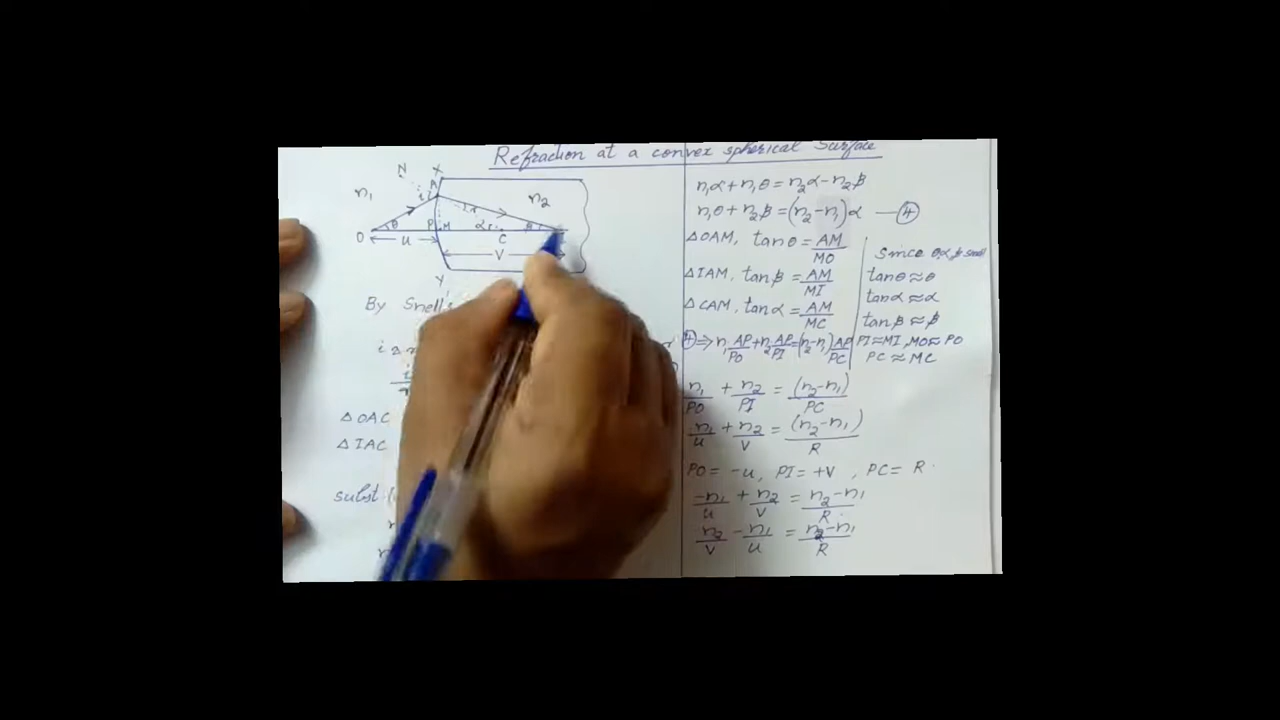 Refraction at a convex spherical Surface
N X
n₁ A i r n₂
O θ P M α C β
u V
Y
By Snell's
i
ΔOAC
ΔIAC
subst
n₁α + n₁θ = n₂α - n₂β
n₁θ + n₂β = (n₂-n₁)α —④
ΔOAM, tanθ = AM/MO
ΔIAM, tanβ = AM/MI
ΔCAM, tanα = AM/MC
④⇒ n₁ AP/PO + n₂ AP/PI = (n₂-n₁) AP/PC
n₁/PO + n₂/PI = (n₂-n₁)/PC
n₁/u + n₂/V = (n₂-n₁)/R
PO = -u, PI = +V, PC = R
-n₁/u + n₂/V = n₂-n₁/R
n₂/V - n₁/u = n₂-n₁/R
Since θ,α,β small
tanθ ≈ θ
tanα ≈ α
tanβ ≈ β
PI ≈ MI, MO ≈ PO
PC ≈ MC